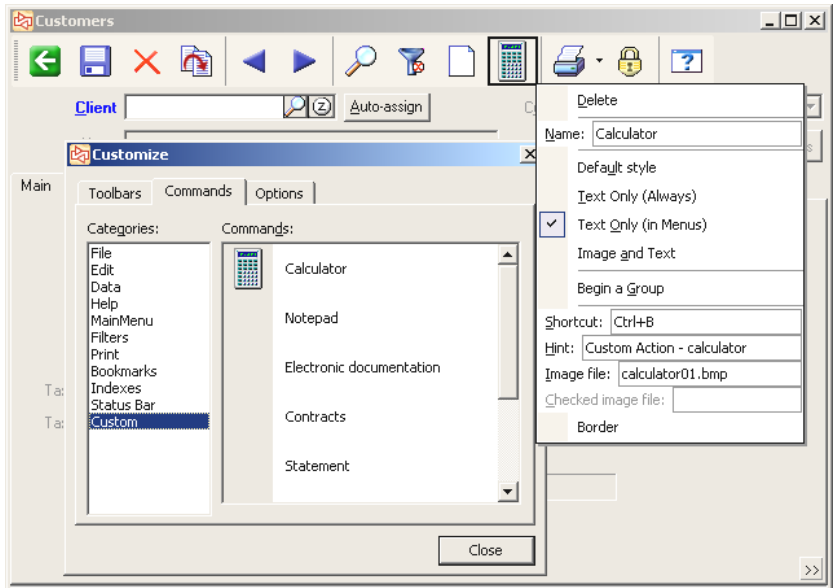 Customers
Client
Auto-assign
Customize
Main
Toolbars
Commands
Options
Categories:
Commands:
File
Edit
Data
Help
MainMenu
Filters
Print
Bookmarks
Indexes
Status Bar
Custom
Calculator
Notepad
Electronic documentation
Contracts
Statement
Close
Delete
Name: Calculator
Default style
Text Only (Always)
Text Only (in Menus)
Image and Text
Begin a Group
Shortcut: Ctrl+B
Hint: Custom Action - calculator
Image file: calculator01.bmp
Checked image file:
Border
>>